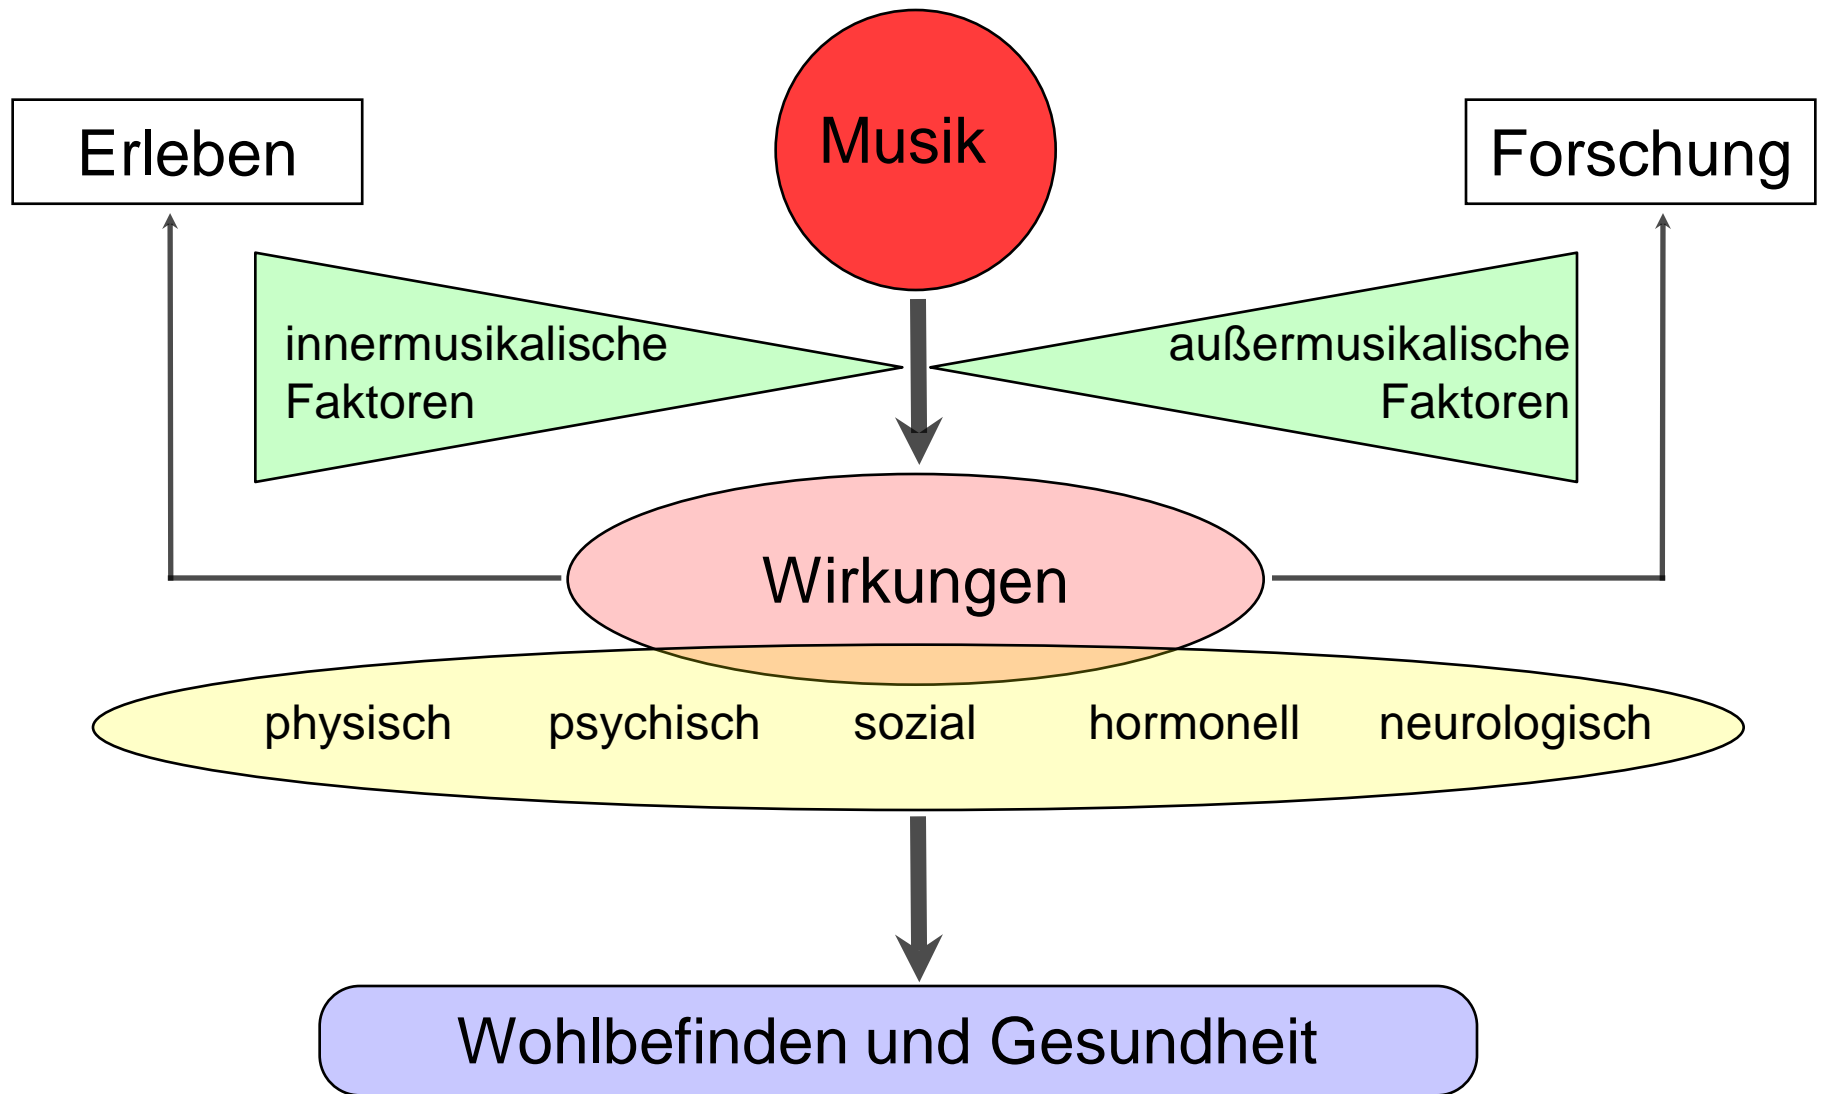 Musik
Erleben
Forschung
innermusikalische
Faktoren
außermusikalische
Faktoren
Wirkungen
physisch psychisch sozial hormonell neurologisch
Wohlbefinden und Gesundheit